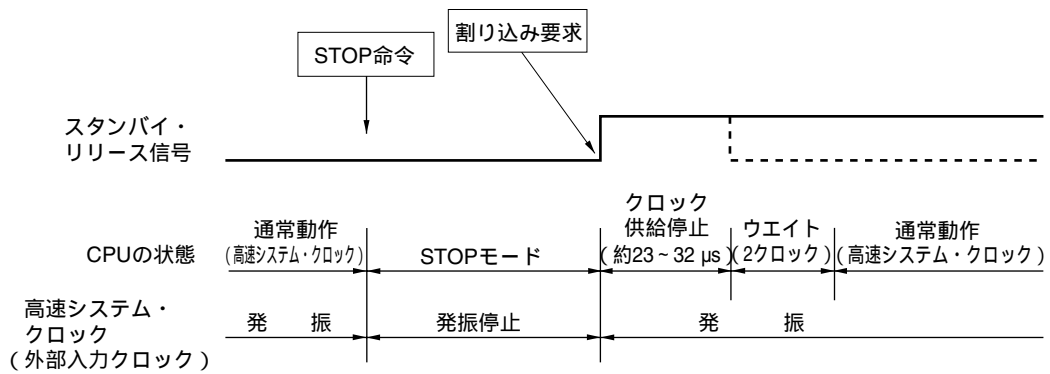 割り込み要求
STOP命令
スタンバイ・
リリース信号
クロック
供給停止
(約23~32 μs)
ウエイト
(2クロック)
通常動作
(高速システム・クロック)
CPUの状態
通常動作
(高速システム・クロック)
STOPモード
高速システム・
クロック
(外部入力クロック)
発 振
発振停止
発 振